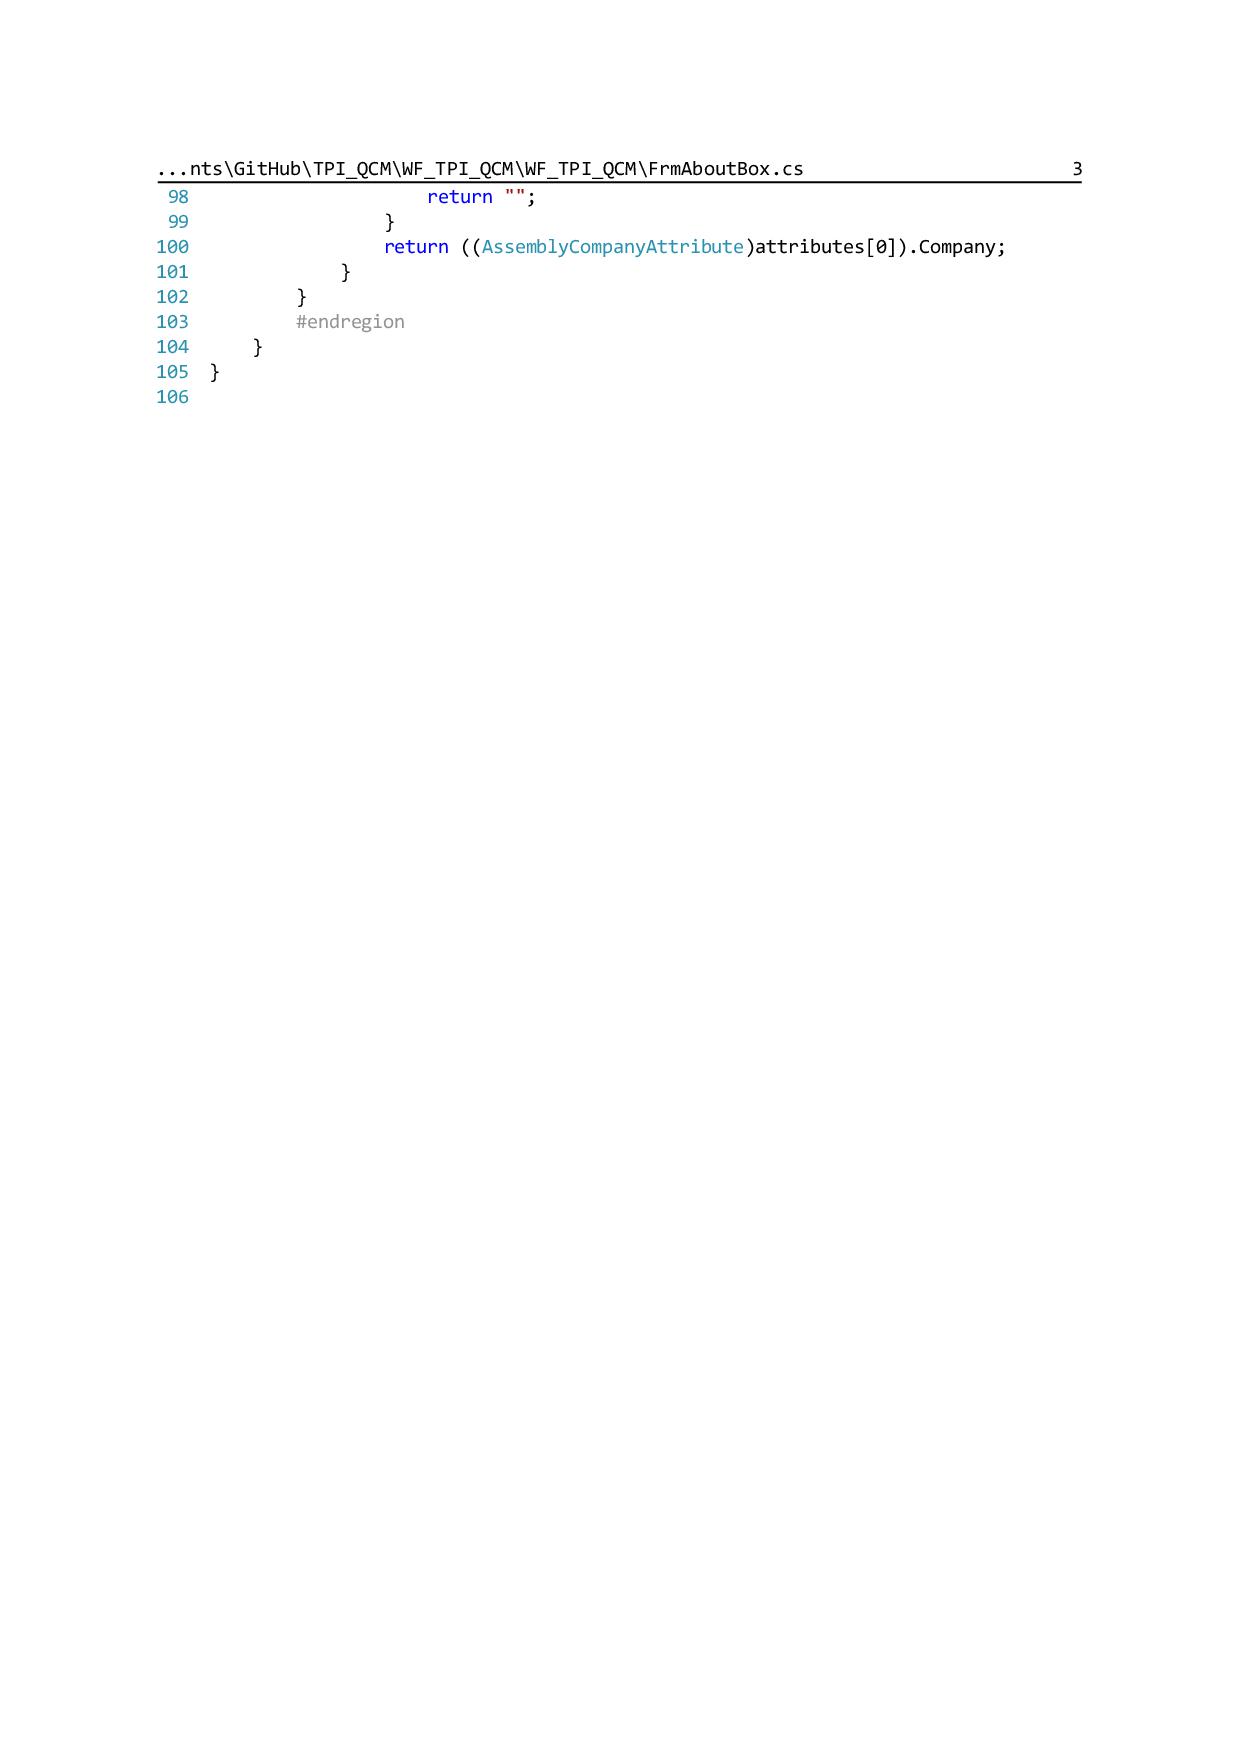 ...nts\GitHub\TPI_QCM\WF_TPI_QCM\WF_TPI_QCM\FrmAboutBox.cs 3
98                     return "";
99                 }
100                 return ((AssemblyCompanyAttribute)attributes[0]).Company;
101             }
102         }
103         #endregion
104     }
105 }
106